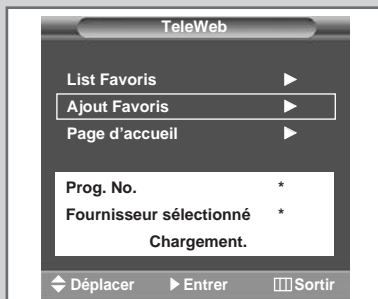 TeleWeb
List Favoris ▶
Ajout Favoris ▶
Page d'accueil ▶
Prog. No. *
Fournisseur sélectionné *
Chargement.
Déplacer Entrer Sortir